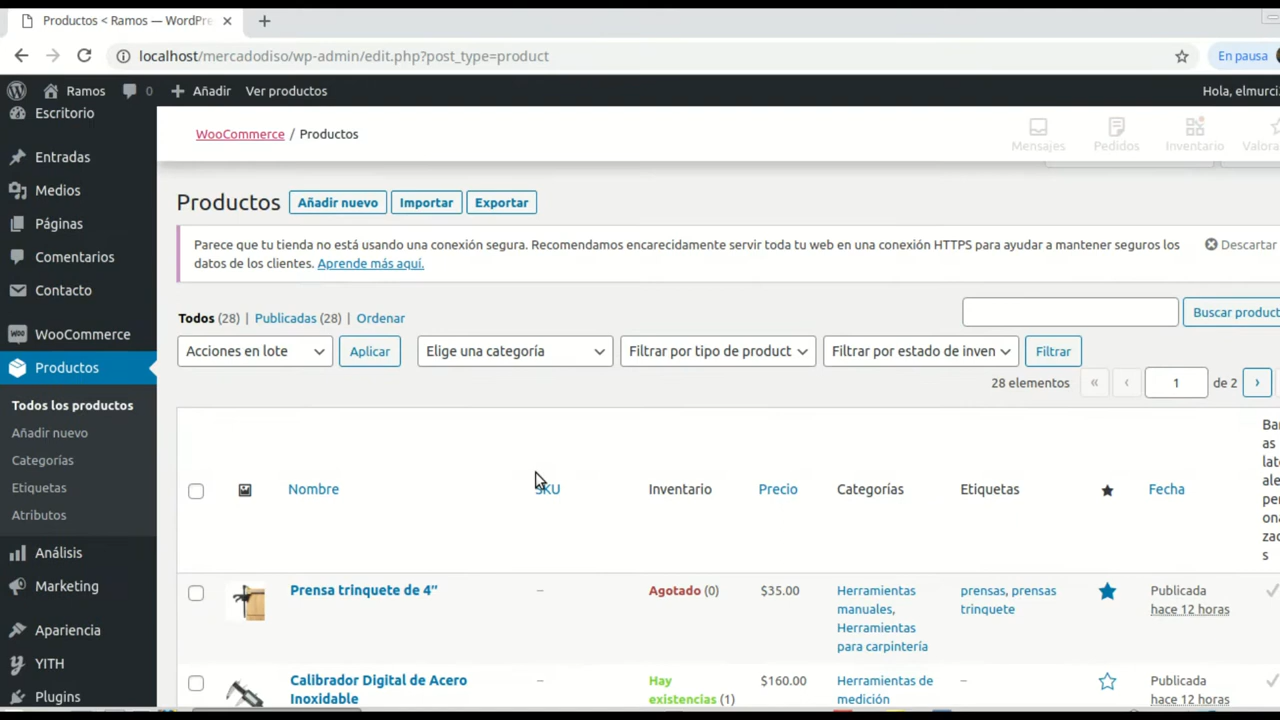 Productos < Ramos — WordPre
localhost/mercadodiso/wp-admin/edit.php?post_type=product
En pausa
Ramos
0
Añadir
Ver productos
Hola, elmurci
Escritorio
Entradas
Medios
Páginas
Comentarios
Contacto
WooCommerce
Productos
Todos los productos
Añadir nuevo
Categorías
Etiquetas
Atributos
Análisis
Marketing
Apariencia
YITH
Plugins
WooCommerce / Productos
Mensajes
Pedidos
Inventario
Valora
Productos
Añadir nuevo
Importar
Exportar
Parece que tu tienda no está usando una conexión segura. Recomendamos encarecidamente servir toda tu web en una conexión HTTPS para ayudar a mantener seguros los
datos de los clientes. Aprende más aquí.
Descartar
Todos (28) | Publicadas (28) | Ordenar
Buscar product
Acciones en lote
Aplicar
Elige una categoría
Filtrar por tipo de product
Filtrar por estado de inven
Filtrar
28 elementos
«
‹
1
de 2
›
Nombre
SKU
Inventario
Precio
Categorías
Etiquetas
Fecha
Bar
as
late
ale
per
ona
zad
s
Prensa trinquete de 4″
–
Agotado (0)
$35.00
Herramientas
manuales,
Herramientas
para carpintería
prensas, prensas
trinquete
Publicada
hace 12 horas
Calibrador Digital de Acero
Inoxidable
–
Hay
existencias (1)
$160.00
Herramientas de
medición
–
Publicada
hace 12 horas